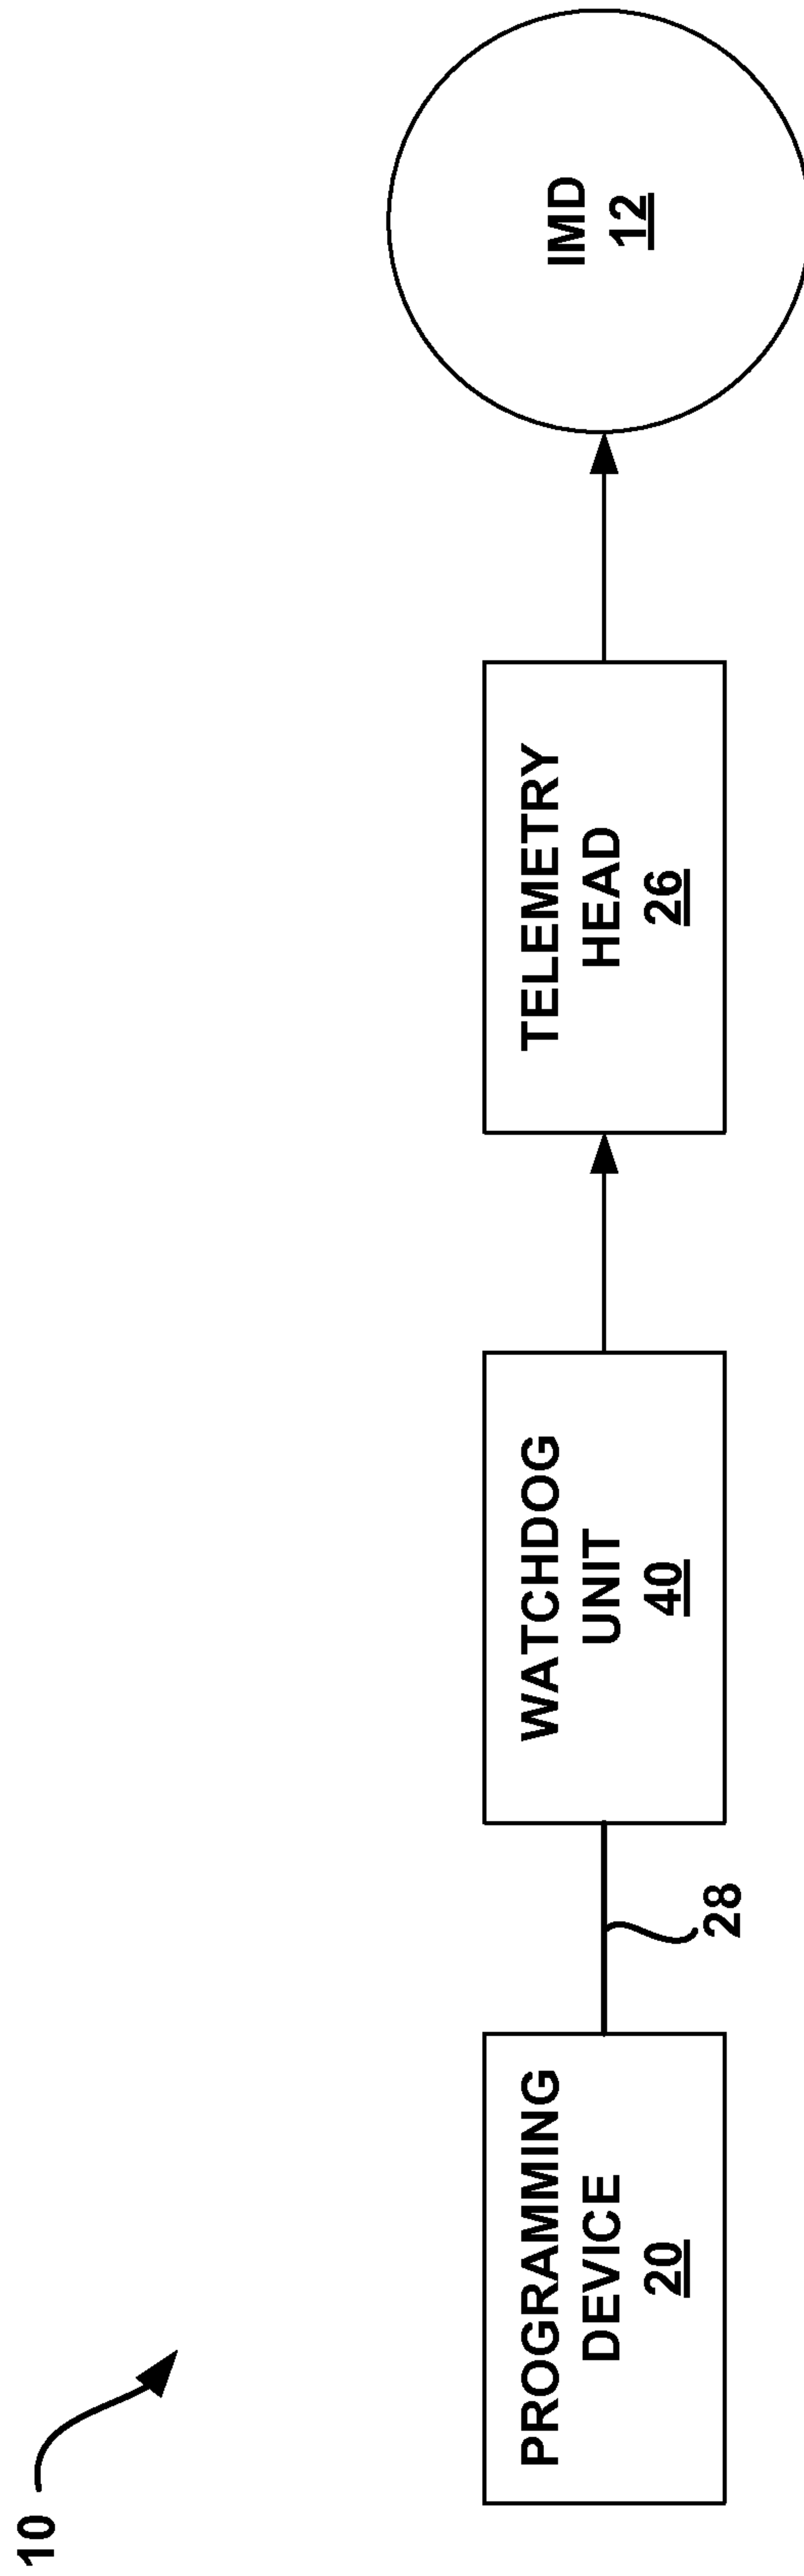 10
PROGRAMMING
DEVICE
20
28
WATCHDOG
UNIT
40
TELEMETRY
HEAD
26
IMD
12